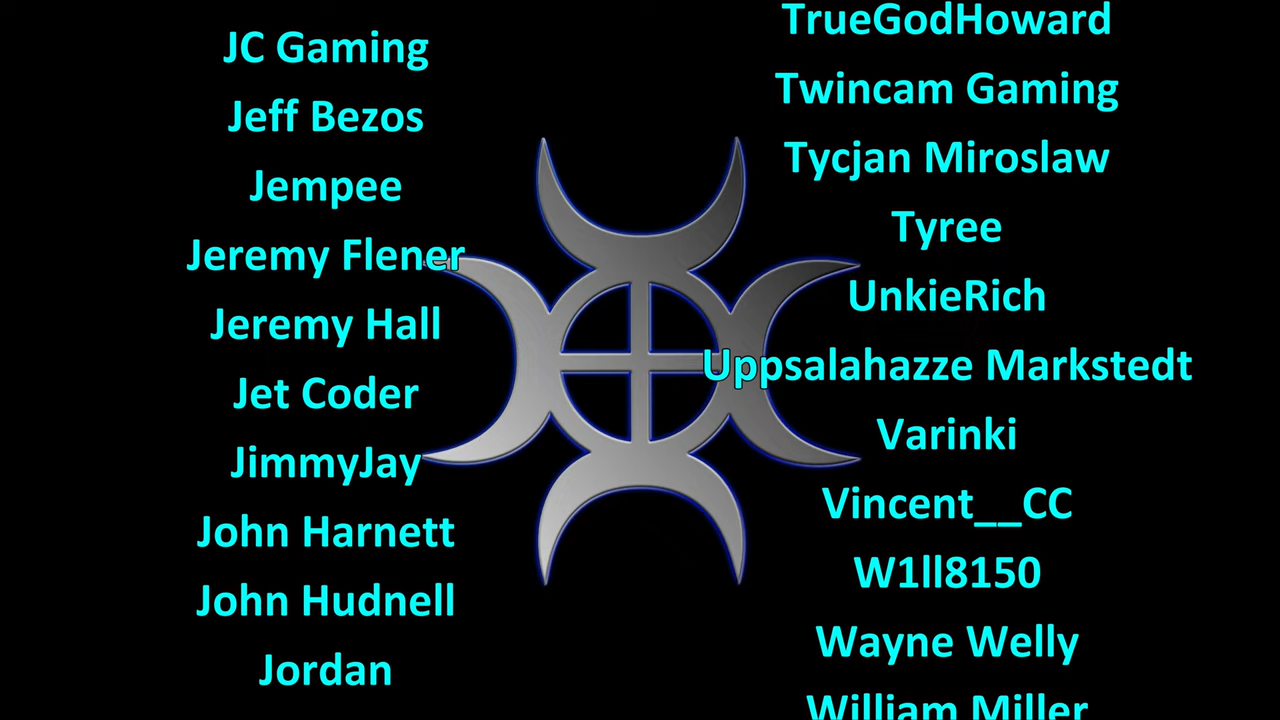 JC Gaming
Jeff Bezos
Jempee
Jeremy Flener
Jeremy Hall
Jet Coder
JimmyJay
John Harnett
John Hudnell
Jordan
TrueGodHoward
Twincam Gaming
Tycjan Miroslaw
Tyree
UnkieRich
Uppsalahazze Markstedt
Varinki
Vincent__CC
W1ll8150
Wayne Welly
William Miller